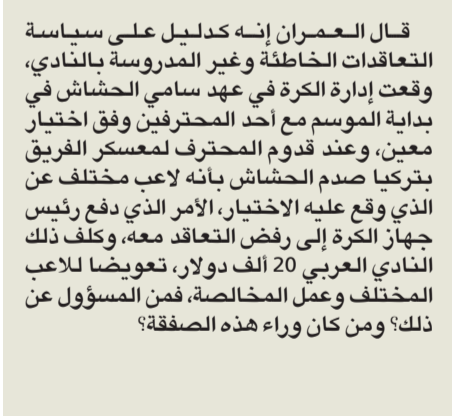 قال العمران إنه كدليل على سياسة
التعاقدات الخاطئة وغير المدروسة بالنادي،
وقعت إدارة الكرة في عهد سامي الحشاش في
بداية الموسم مع أحد المحترفين وفق اختيار
معين، وعند قدوم المحترف لمعسكر الفريق
بتركيا صدم الحشاش بأنه لاعب مختلف عن
الذي وقع عليه الاختيار، الأمر الذي دفع رئيس
جهاز الكرة إلى رفض التعاقد معه، وكلف ذلك
النادي العربي 20 ألف دولار، تعويضا للاعب
المختلف وعمل المخالصة، فمن المسؤول عن
ذلك؟ ومن كان وراء هذه الصفقة؟